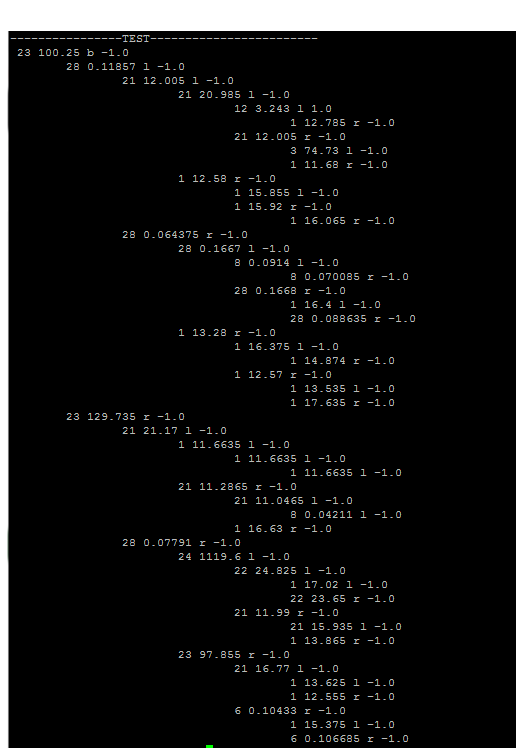 ----------------TEST------------------------
23 100.25 b -1.0
28 0.11857 l -1.0
21 12.005 l -1.0
21 20.985 l -1.0
12 3.243 l 1.0
1 12.785 r -1.0
21 12.005 r -1.0
3 74.73 l -1.0
1 11.68 r -1.0
1 12.58 r -1.0
1 15.855 l -1.0
1 15.92 r -1.0
1 16.065 r -1.0
28 0.064375 r -1.0
28 0.1667 l -1.0
8 0.0914 l -1.0
8 0.070085 r -1.0
28 0.1668 r -1.0
1 16.4 l -1.0
28 0.088635 r -1.0
1 13.28 r -1.0
1 16.375 l -1.0
1 14.874 r -1.0
1 12.57 r -1.0
1 13.535 l -1.0
1 17.635 r -1.0
23 129.735 r -1.0
21 21.17 l -1.0
1 11.6635 l -1.0
1 11.6635 l -1.0
1 11.6635 l -1.0
21 11.2865 r -1.0
21 11.0465 l -1.0
8 0.04211 l -1.0
1 16.63 r -1.0
28 0.07791 r -1.0
24 1119.6 l -1.0
22 24.825 l -1.0
1 17.02 l -1.0
22 23.65 r -1.0
21 11.99 r -1.0
21 15.935 l -1.0
1 13.865 r -1.0
23 97.855 r -1.0
21 16.77 l -1.0
1 13.625 l -1.0
1 12.555 r -1.0
6 0.10433 r -1.0
1 15.375 l -1.0
6 0.106685 r -1.0